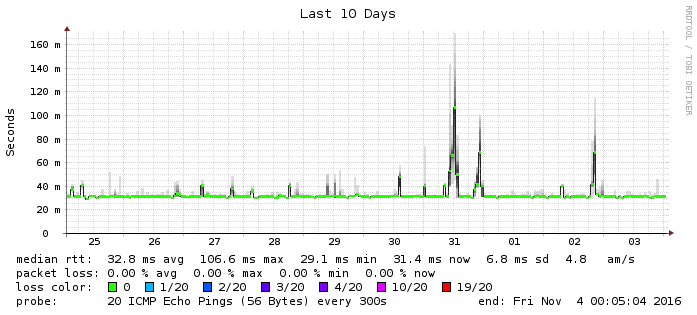 Last 10 Days
RRDTOOL / TOBI OETIKER
Seconds
160 m
140 m
120 m
100 m
80 m
60 m
40 m
20 m
0
25 26 27 28 29 30 31 01 02 03
median rtt: 32.8 ms avg 106.6 ms max 29.1 ms min 31.4 ms now 6.8 ms sd 4.8 am/s
packet loss: 0.00 % avg 0.00 % max 0.00 % min 0.00 % now
loss color: 0 1/20 2/20 3/20 4/20 10/20 19/20
probe: 20 ICMP Echo Pings (56 Bytes) every 300s end: Fri Nov 4 00:05:04 2016